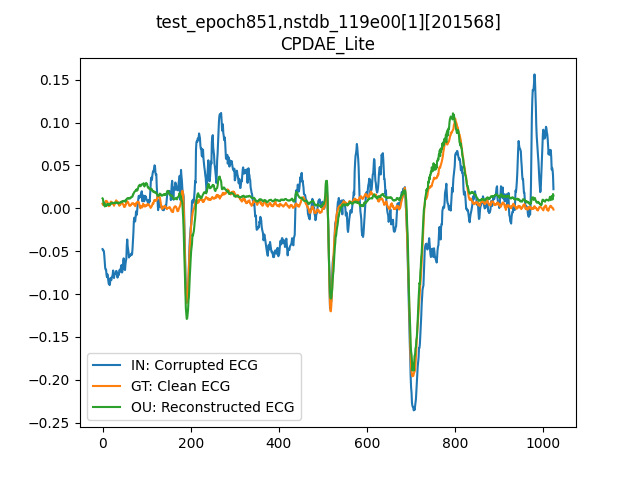 test_epoch851,nstdb_119e00[1][201568]
CPDAE_Lite
0.15
0.10
0.05
0.00
−0.05
−0.10
−0.15
−0.20
−0.25
IN: Corrupted ECG
GT: Clean ECG
OU: Reconstructed ECG
0 200 400 600 800 1000